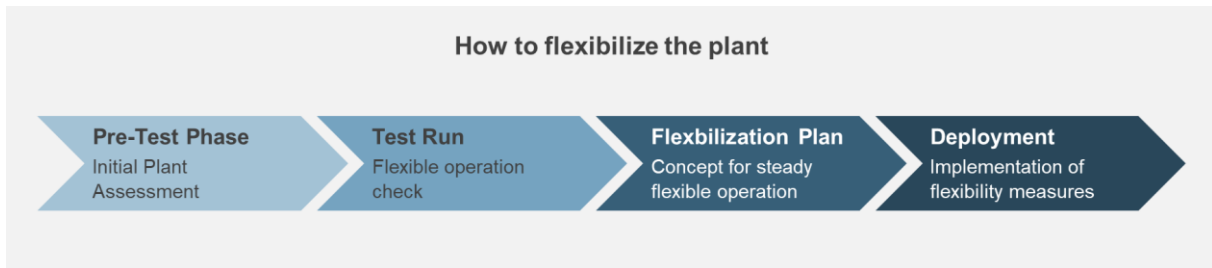 How to flexibilize the plant
Pre-Test Phase
Initial Plant
Assessment
Test Run
Flexible operation
check
Flexbilization Plan
Concept for steady
flexible operation
Deployment
Implementation of
flexibility measures